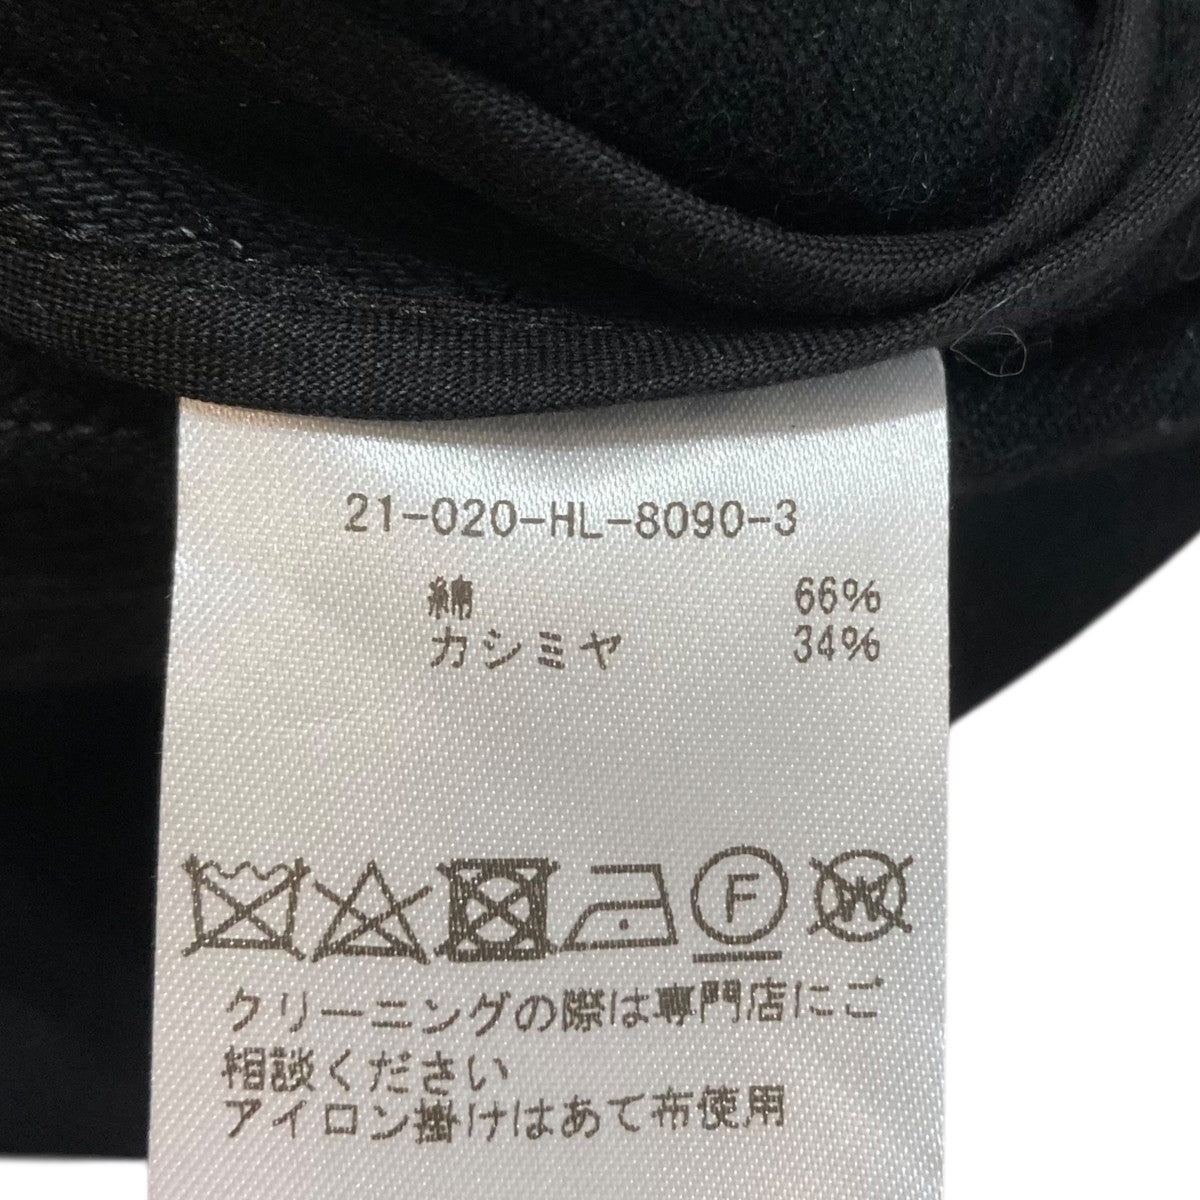 21-020-HL-8090-3
綿 66%
カシミヤ 34%
F
W
クリーニングの際は専門店にご
相談ください
アイロン掛けはあて布使用